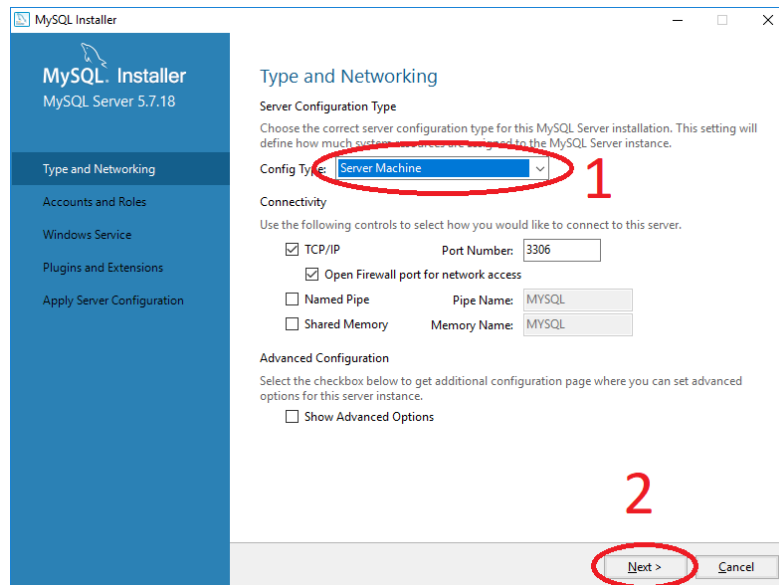 MySQL Installer
MySQL. Installer
MySQL Server 5.7.18
Type and Networking
Accounts and Roles
Windows Service
Plugins and Extensions
Apply Server Configuration
Type and Networking
Server Configuration Type
Choose the correct server configuration type for this MySQL Server installation. This setting will
define how much system resources are assigned to the MySQL Server instance.
Config Type: Server Machine 1
Connectivity
Use the following controls to select how you would like to connect to this server.
TCP/IP Port Number: 3306
Open Firewall port for network access
Named Pipe Pipe Name: MYSQL
Shared Memory Memory Name: MYSQL
Advanced Configuration
Select the checkbox below to get additional configuration page where you can set advanced
options for this server instance.
Show Advanced Options
2
Next > Cancel